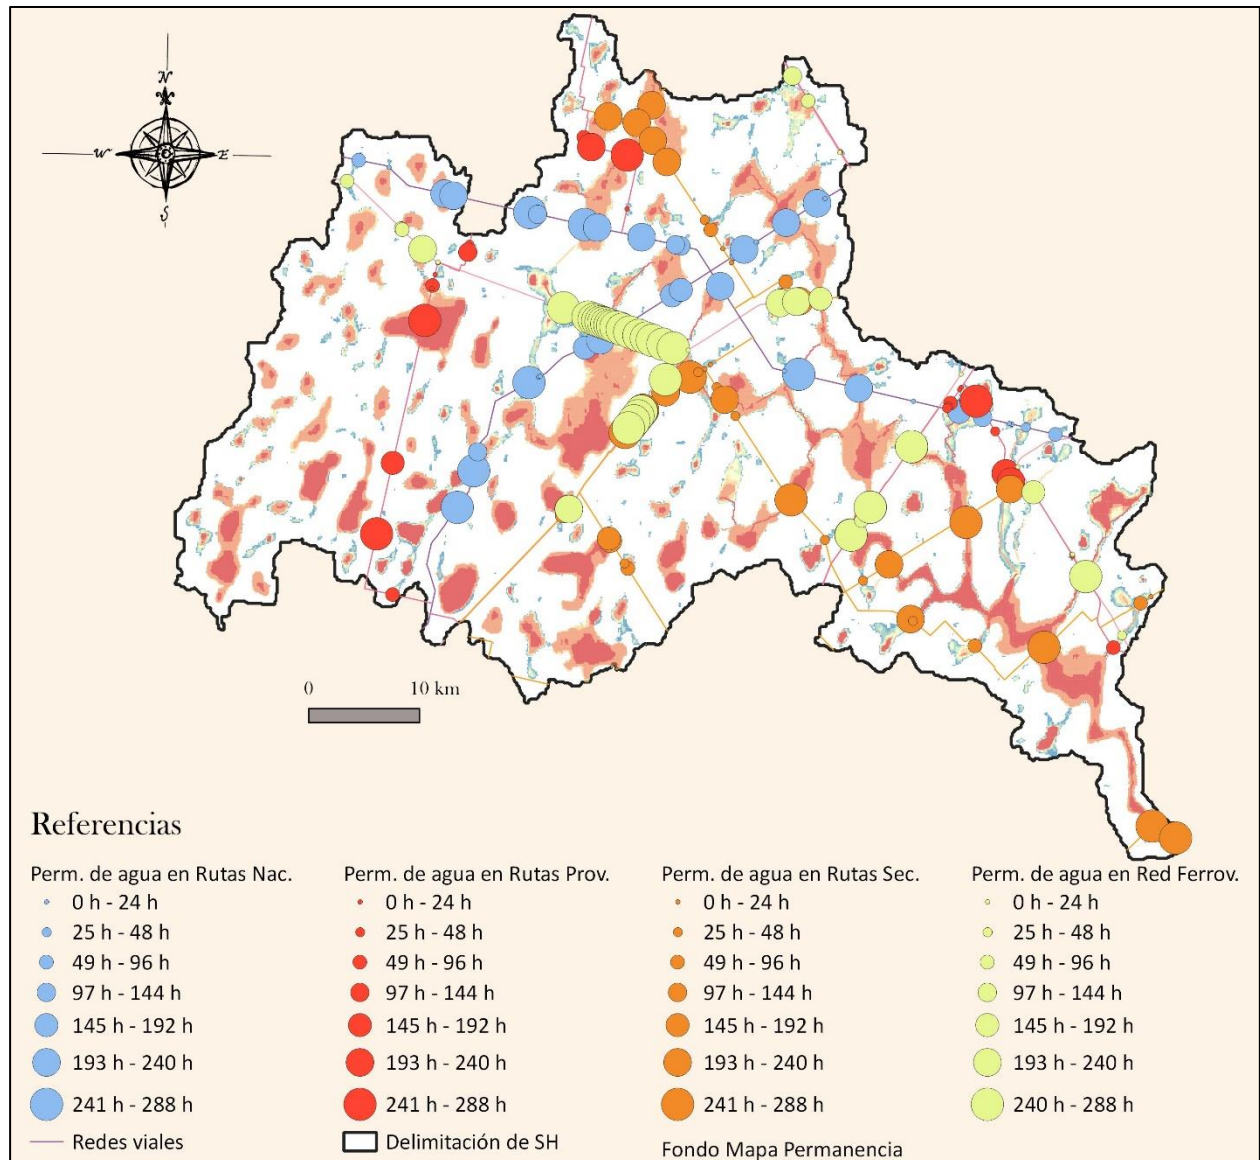 N
W
E
S
0 10 km
Referencias
Perm. de agua en Rutas Nac.
0 h - 24 h
25 h - 48 h
49 h - 96 h
97 h - 144 h
145 h - 192 h
193 h - 240 h
241 h - 288 h
Redes viales
Perm. de agua en Rutas Prov.
0 h - 24 h
25 h - 48 h
49 h - 96 h
97 h - 144 h
145 h - 192 h
193 h - 240 h
241 h - 288 h
Delimitación de SH
Perm. de agua en Rutas Sec.
0 h - 24 h
25 h - 48 h
49 h - 96 h
97 h - 144 h
145 h - 192 h
193 h - 240 h
241 h - 288 h
Fondo Mapa Permanencia
Perm. de agua en Red Ferrov.
0 h - 24 h
25 h - 48 h
49 h - 96 h
97 h - 144 h
145 h - 192 h
193 h - 240 h
240 h - 288 h